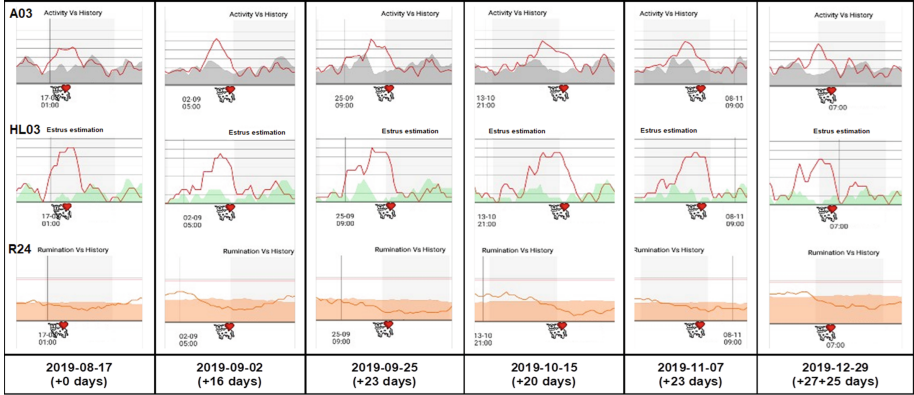 A03
Activity Vs History
Activity Vs History
Activity Vs History
Activity Vs History
Activity Vs History
Activity Vs History
01:00
02-09
05:00
25-09
09:00
13-10
21:00
08-11
09:00
07:00
HL03
Estrus estimation
Estrus estimation
Estrus estimation
Estrus estimation
Estrus estimation
Estrus estimation
01:00
02-09
05:00
25-09
09:00
13-10
21:00
08-11
09:00
07:00
R24
Rumination Vs History
Rumination Vs History
Rumination Vs History
Rumination Vs History
Rumination Vs History
Rumination Vs History
01:00
02-09
05:00
25-09
09:00
13-10
21:00
08-11
09:00
07:00
2019-08-17 2019-09-02 2019-09-25 2019-10-15 2019-11-07 2019-12-29
(+0 days) (+16 days) (+23 days) (+20 days) (+23 days) (+27+25 days)